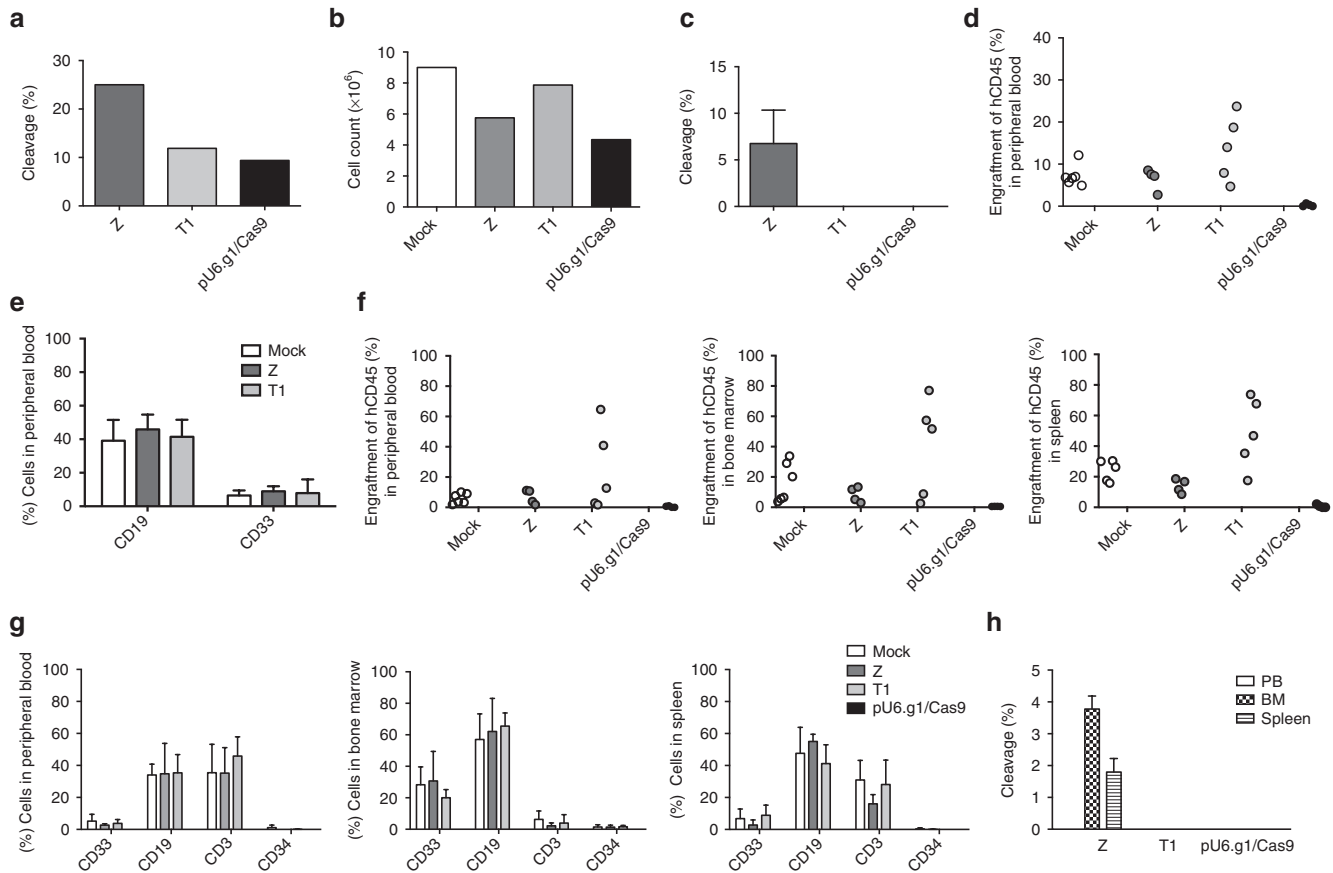 a
30
20
10
0
Cleavage (%)
Z
T1
pU6.g1/Cas9
b
10
8
6
4
2
0
Cell count (×10⁶)
Mock
Z
T1
pU6.g1/Cas9
c
15
10
5
0
Cleavage (%)
Z
T1
pU6.g1/Cas9
d
40
30
20
10
0
Engraftment of hCD45 (%)
in peripheral blood
Mock
Z
T1
pU6.g1/Cas9
e
100
80
60
40
20
0
(%) Cells in peripheral blood
Mock
Z
T1
CD19
CD33
f
100
80
60
40
20
0
Engraftment of hCD45 (%)
in peripheral blood
Mock
Z
T1
pU6.g1/Cas9
100
80
60
40
20
0
Engraftment of hCD45 (%)
in bone marrow
Mock
Z
T1
pU6.g1/Cas9
100
80
60
40
20
0
Engraftment of hCD45 (%)
in spleen
Mock
Z
T1
pU6.g1/Cas9
g
100
80
60
40
20
0
(%) Cells in peripheral blood
CD33
CD19
CD3
CD34
100
80
60
40
20
0
(%) Cells in bone marrow
CD33
CD19
CD3
CD34
100
80
60
40
20
0
(%) Cells in spleen
Mock
Z
T1
pU6.g1/Cas9
CD33
CD19
CD3
CD34
h
5
4
3
2
1
0
Cleavage (%)
PB
BM
Spleen
Z
T1
pU6.g1/Cas9